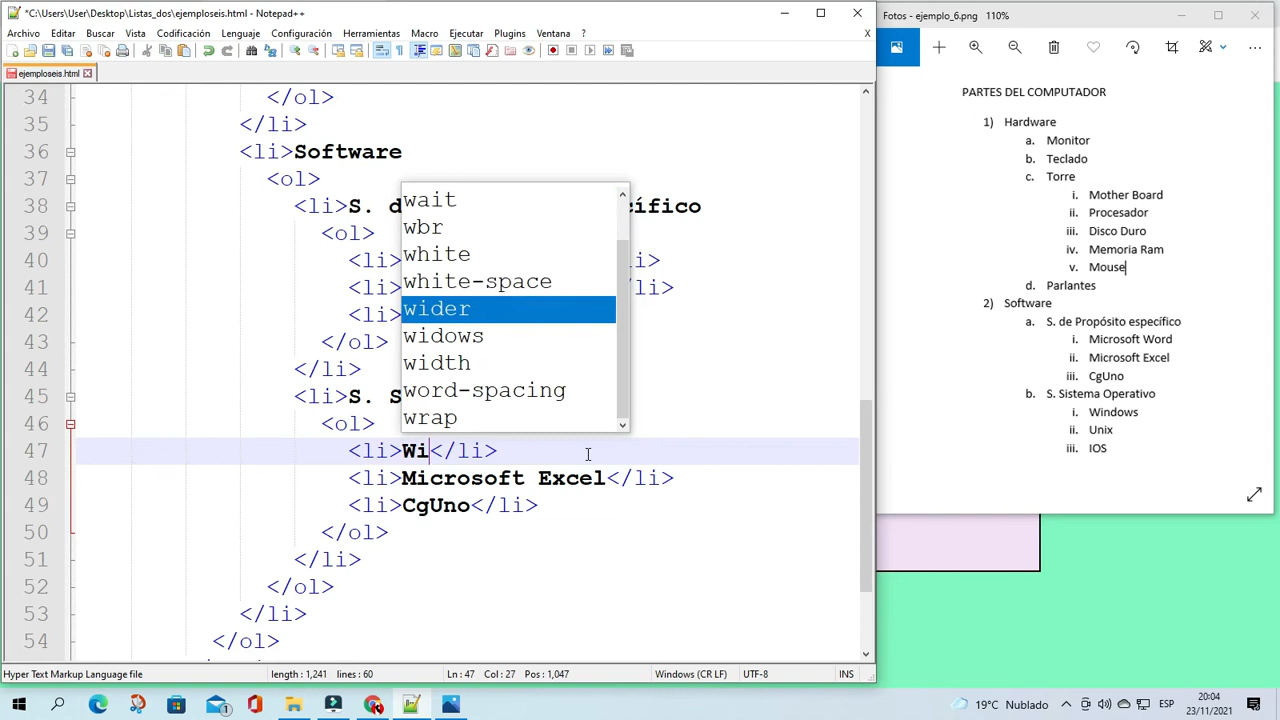 *C:\Users\User\Desktop\Listas_dos\ejemploseis.html - Notepad++
Archivo Editar Buscar Vista Codificación Lenguaje Configuración Herramientas Macro Ejecutar Plugins Ventana ? X
ejemploseis.html
34 </ol>
35 </li>
36 <li>Software
37 <ol>
38 <li>S. d cífico
39 <ol>
40 <li> li>
41 <li> /li>
42 <li>
43 </ol>
44 </li>
45 <li>S. S
46 <ol>
47 <li>Wi</li>
48 <li>Microsoft Excel</li>
49 <li>CgUno</li>
50 </ol>
51 </li>
52 </ol>
53 </li>
54 </ol>
wait
wbr
white
white-space
wider
widows
width
word-spacing
wrap
Hyper Text Markup Language file length : 1,241 lines : 60 Ln : 47 Col : 27 Pos : 1,047 Windows (CR LF) UTF-8 INS
Fotos - ejemplo_6.png 110%
PARTES DEL COMPUTADOR
1) Hardware
a. Monitor
b. Teclado
c. Torre
i. Mother Board
ii. Procesador
iii. Disco Duro
iv. Memoria Ram
v. Mouse
d. Parlantes
2) Software
a. S. de Propósito específico
i. Microsoft Word
ii. Microsoft Excel
iii. CgUno
b. S. Sistema Operativo
i. Windows
ii. Unix
iii. IOS
19°C Nublado ESP 20:04
23/11/2021